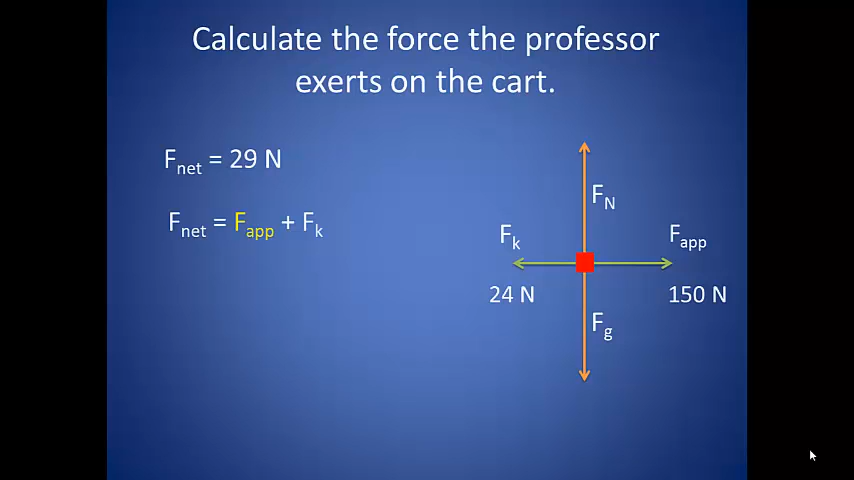 Calculate the force the professor
exerts on the cart.
Fnet = 29 N
Fnet = Fapp + Fk
FN
Fk
Fapp
24 N
150 N
Fg